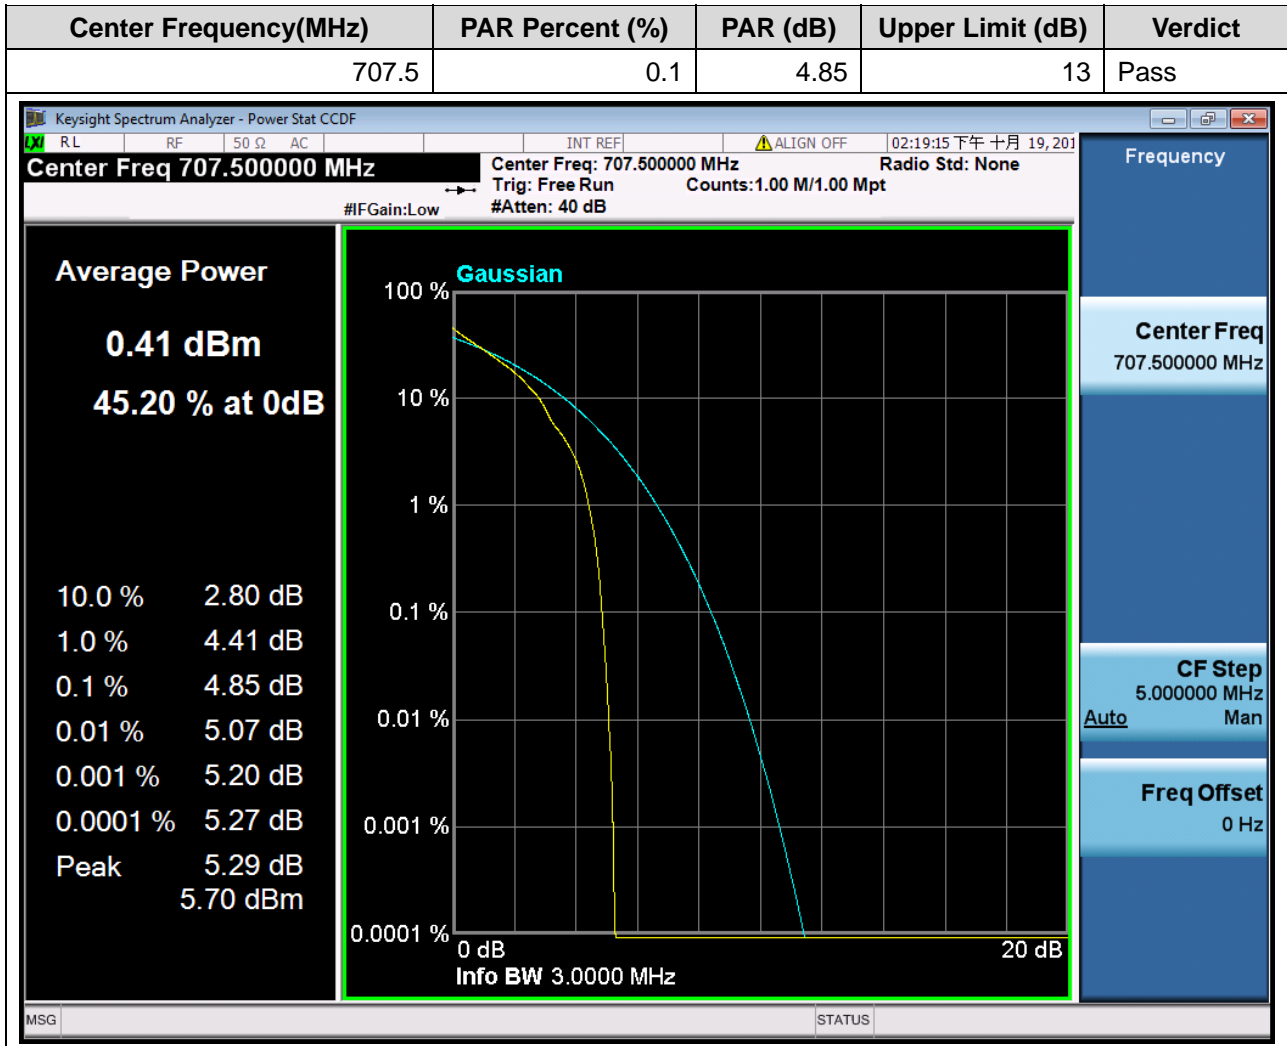 Center Frequency(MHz) PAR Percent (%) PAR (dB) Upper Limit (dB) Verdict
707.5 0.1 4.85 13 Pass
Keysight Spectrum Analyzer - Power Stat CCDF
LXI RL RF 50 Ω AC INT REF ALIGN OFF 02:19:15 下午 十月 19, 201
Center Freq 707.500000 MHz
Center Freq: 707.500000 MHz Radio Std: None
Trig: Free Run Counts:1.00 M/1.00 Mpt
#IFGain:Low #Atten: 40 dB
Average Power
0.41 dBm
45.20 % at 0dB
10.0 % 2.80 dB
1.0 % 4.41 dB
0.1 % 4.85 dB
0.01 % 5.07 dB
0.001 % 5.20 dB
0.0001 % 5.27 dB
Peak 5.29 dB
5.70 dBm
Gaussian
100 %
10 %
1 %
0.1 %
0.01 %
0.001 %
0.0001 %
0 dB 20 dB
Info BW 3.0000 MHz
Frequency
Center Freq
707.500000 MHz
CF Step
5.000000 MHz
Auto Man
Freq Offset
0 Hz
MSG STATUS